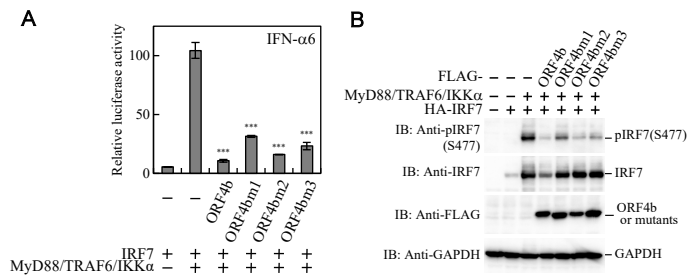 A
IFN-α6
Relative luciferase activity
100
50
0
*** *** *** ***
– – ORF4b ORF4bm1 ORF4bm2 ORF4bm3
IRF7 + + + + + +
MyD88/TRAF6/IKKα – + + + + +
B
FLAG- – – – ORF4b ORF4bm1 ORF4bm2 ORF4bm3
MyD88/TRAF6/IKKα – – + + + + +
HA-IRF7 – + + + + + +
IB: Anti-pIRF7 – pIRF7(S477)
(S477)
IB: Anti-IRF7 – IRF7
IB: Anti-FLAG – ORF4b
or mutants
IB: Anti-GAPDH – GAPDH